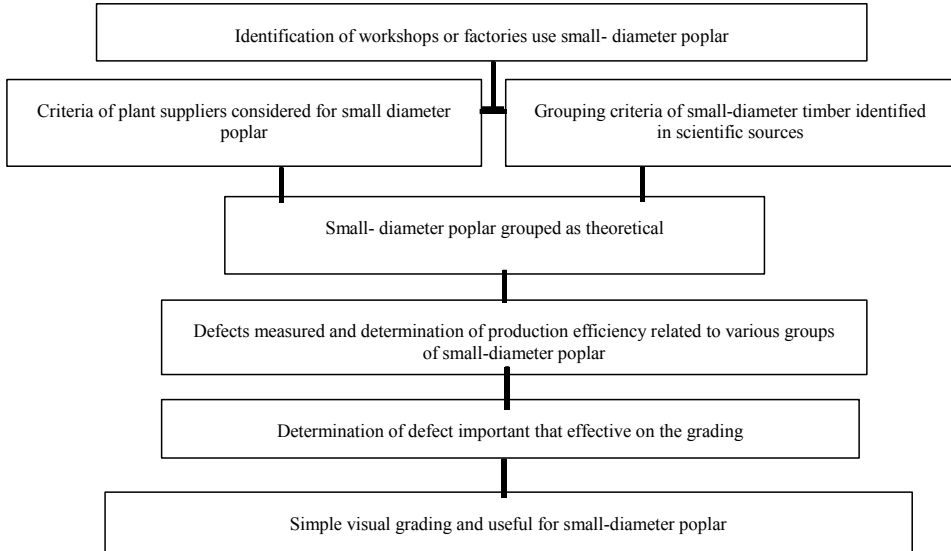 Identification of workshops or factories use small- diameter poplar
Criteria of plant suppliers considered for small diameter
poplar
Grouping criteria of small-diameter timber identified
in scientific sources
Small- diameter poplar grouped as theoretical
Defects measured and determination of production efficiency related to various groups
of small-diameter poplar
Determination of defect important that effective on the grading
Simple visual grading and useful for small-diameter poplar